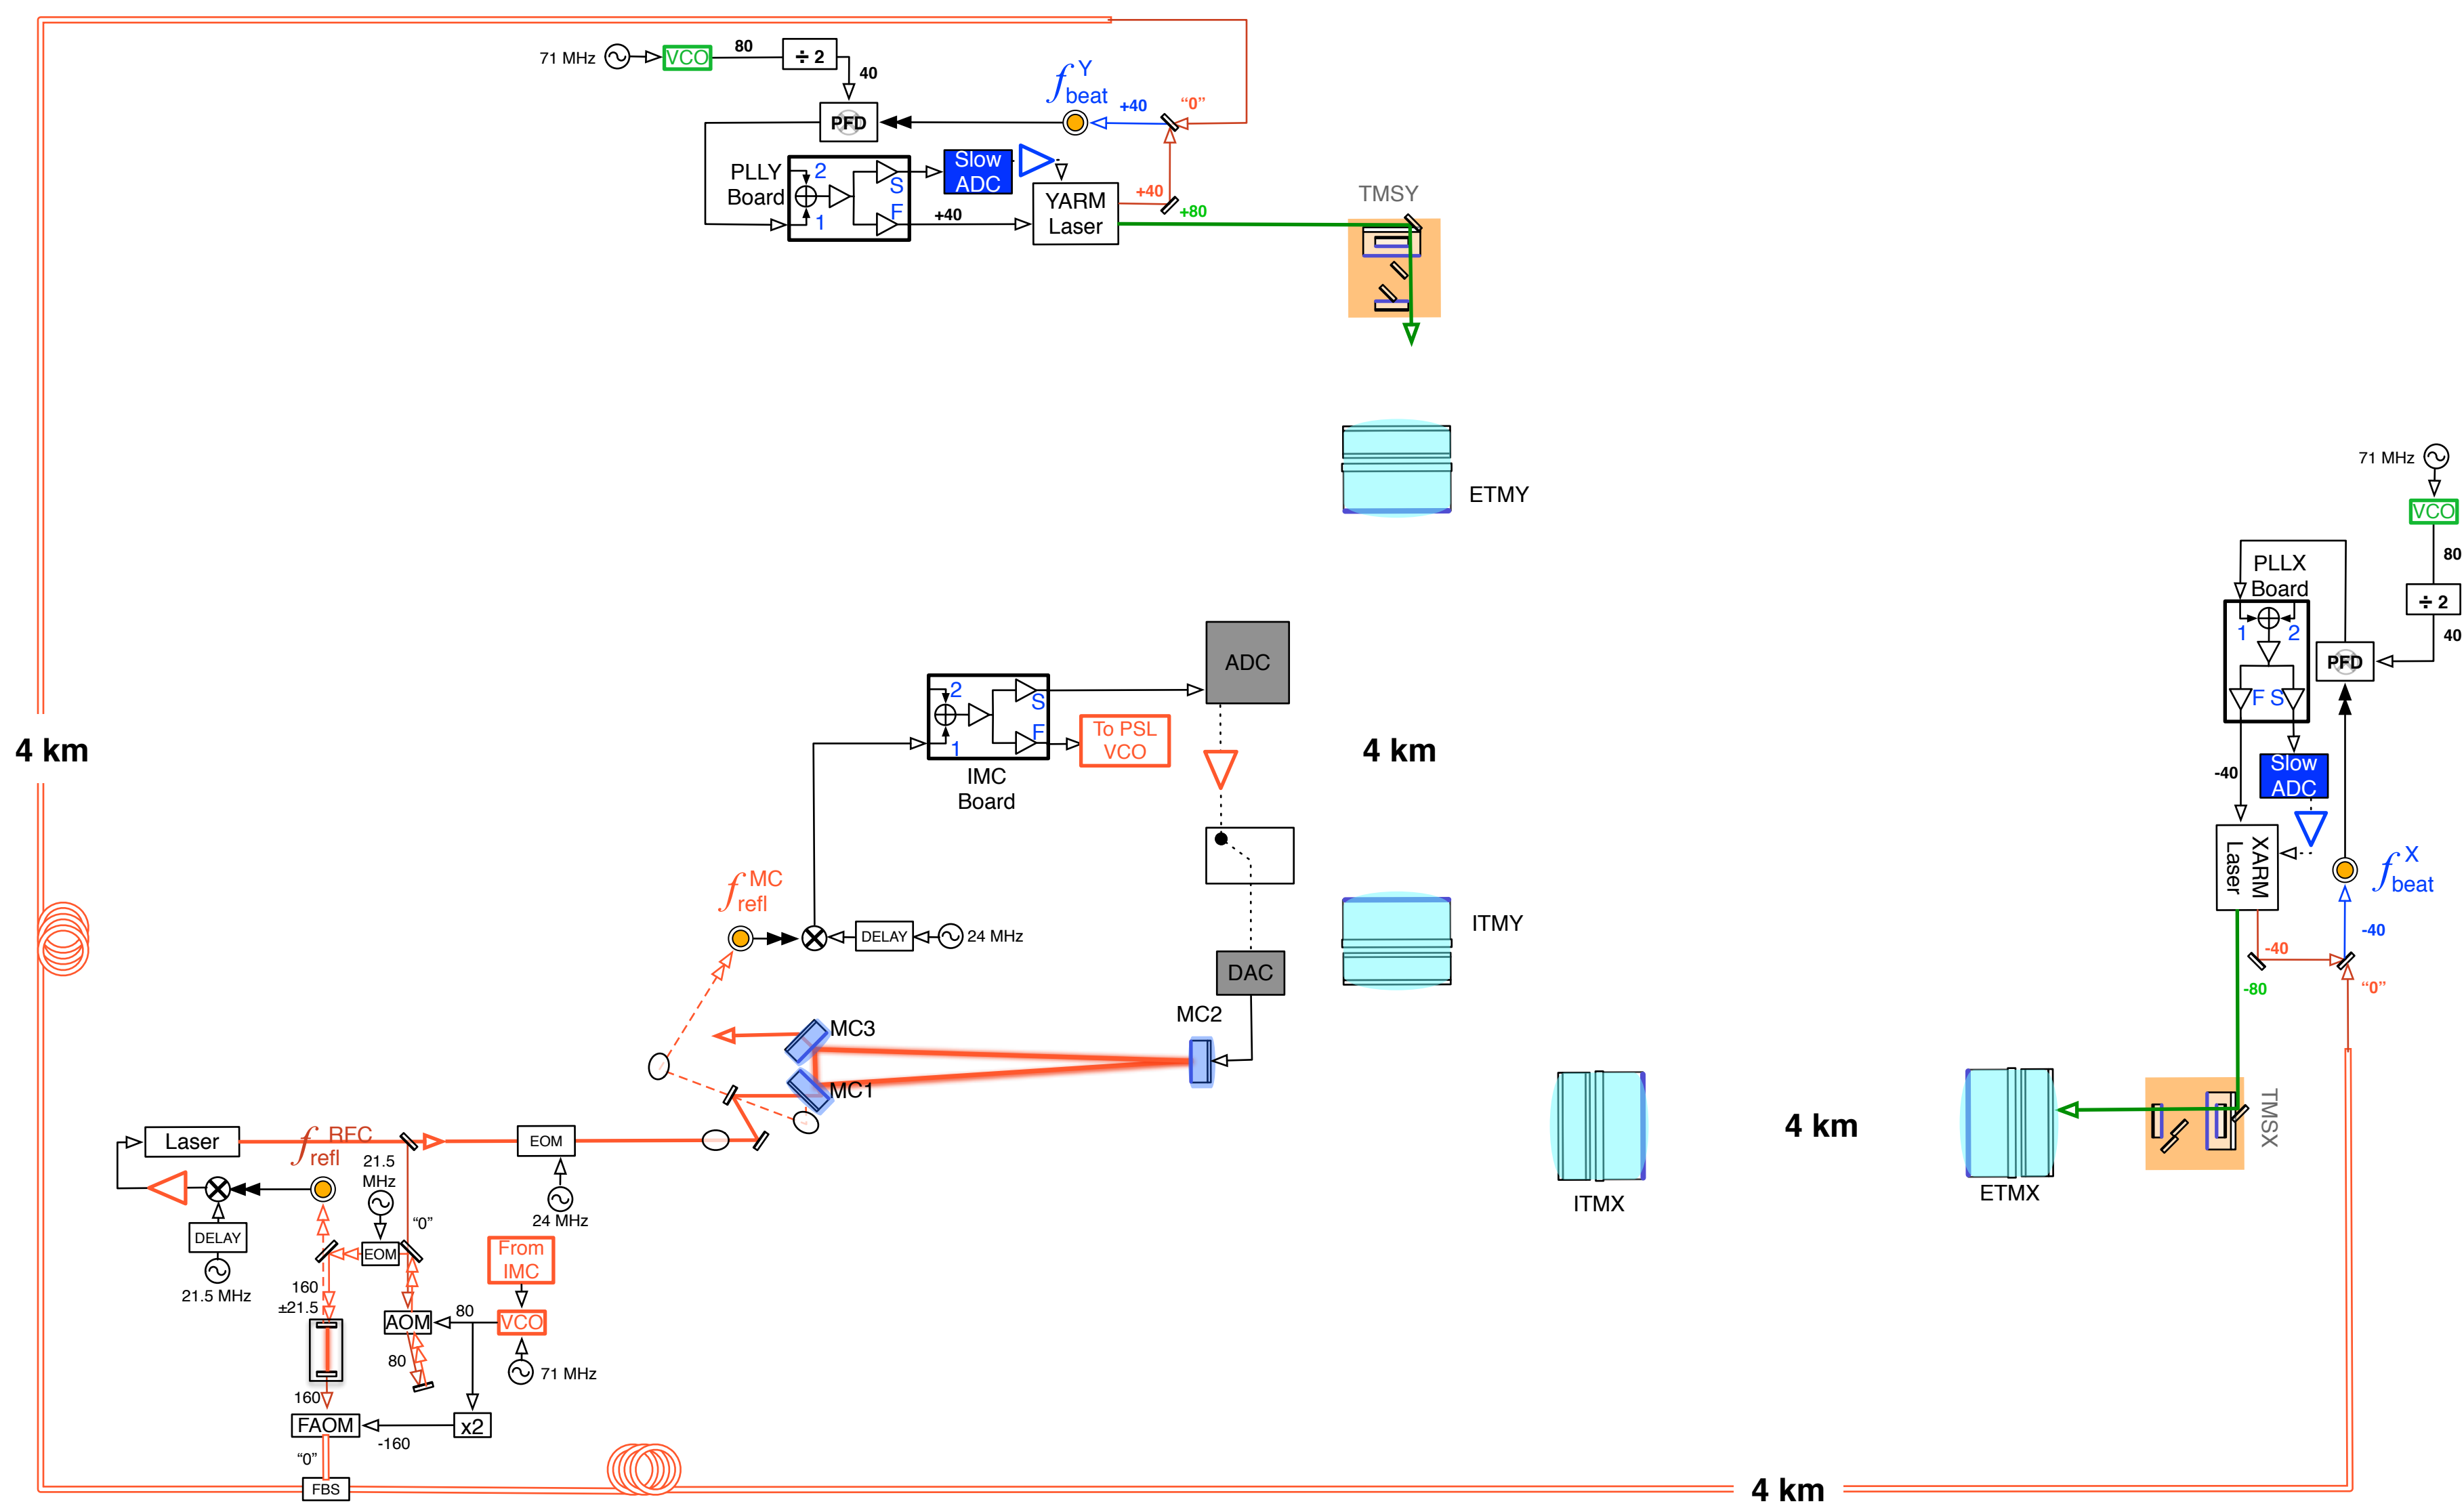 71 MHz
VCO
80
÷ 2
40
PFD
f Y
beat
+40
“0”
PLLY
Board
2
1
S
F
Slow
ADC
+40
YARM
Laser
+40
+80
TMSY
ETMY
71 MHz
VCO
80
÷ 2
40
PLLX
Board
1
2
F S
PFD
-40
Slow
ADC
XARM
Laser
f X
beat
-40
-40
“0”
-80
TMSX
ETMX
4 km
ITMX
4 km
4 km
ITMY
ADC
2
1
S
F
IMC
Board
To PSL
VCO
DAC
f MC
refl
DELAY
24 MHz
MC3
MC1
MC2
Laser
f RFC
refl
EOM
24 MHz
21.5
MHz
“0”
DELAY
21.5 MHz
EOM
160
±21.5
AOM
80
80
From
IMC
VCO
71 MHz
160
FAOM
-160
x2
“0”
FBS
4 km